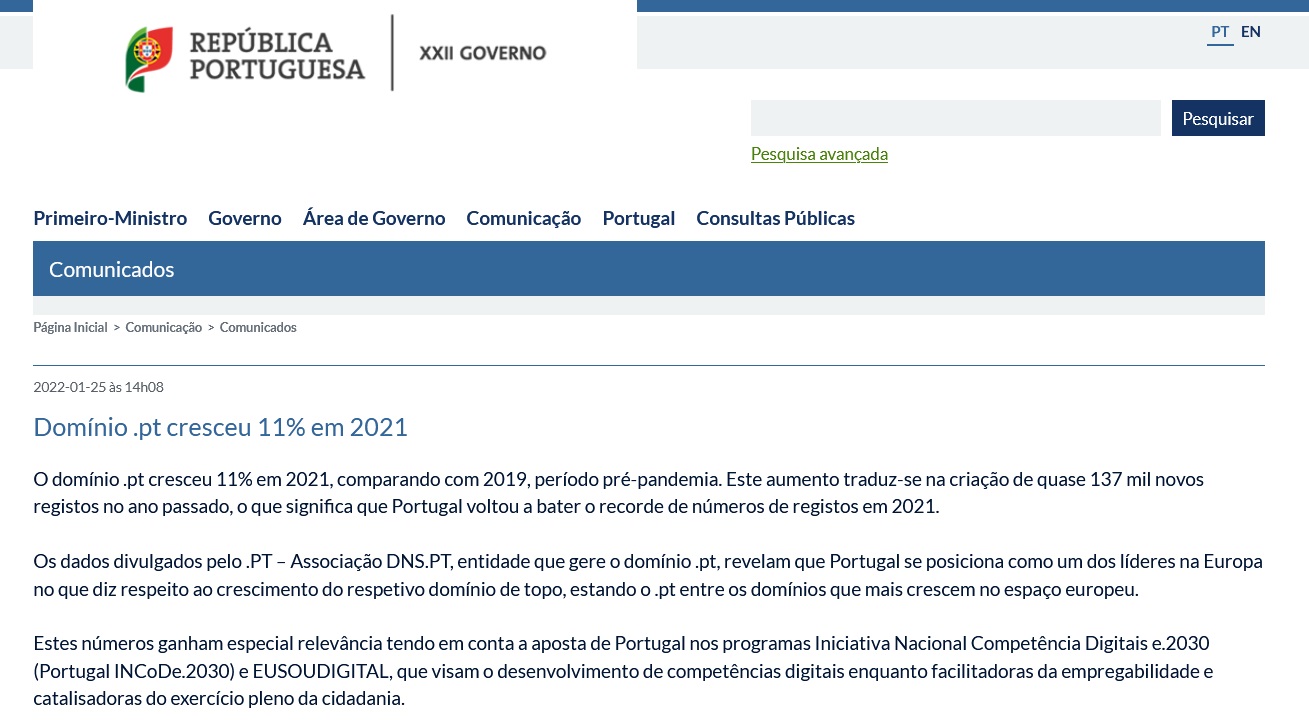 REPÚBLICA
PORTUGUESA
XXII GOVERNO
PT EN
Pesquisar
Pesquisa avançada
Primeiro-Ministro Governo Área de Governo Comunicação Portugal Consultas Públicas
Comunicados
Página Inicial > Comunicação > Comunicados
2022-01-25 às 14h08
Domínio .pt cresceu 11% em 2021
O domínio .pt cresceu 11% em 2021, comparando com 2019, período pré-pandemia. Este aumento traduz-se na criação de quase 137 mil novos
registos no ano passado, o que significa que Portugal voltou a bater o recorde de números de registos em 2021.
Os dados divulgados pelo .PT – Associação DNS.PT, entidade que gere o domínio .pt, revelam que Portugal se posiciona como um dos líderes na Europa
no que diz respeito ao crescimento do respetivo domínio de topo, estando o .pt entre os domínios que mais crescem no espaço europeu.
Estes números ganham especial relevância tendo em conta a aposta de Portugal nos programas Iniciativa Nacional Competência Digitais e.2030
(Portugal INCoDe.2030) e EUSOUDIGITAL, que visam o desenvolvimento de competências digitais enquanto facilitadoras da empregabilidade e
catalisadoras do exercício pleno da cidadania.